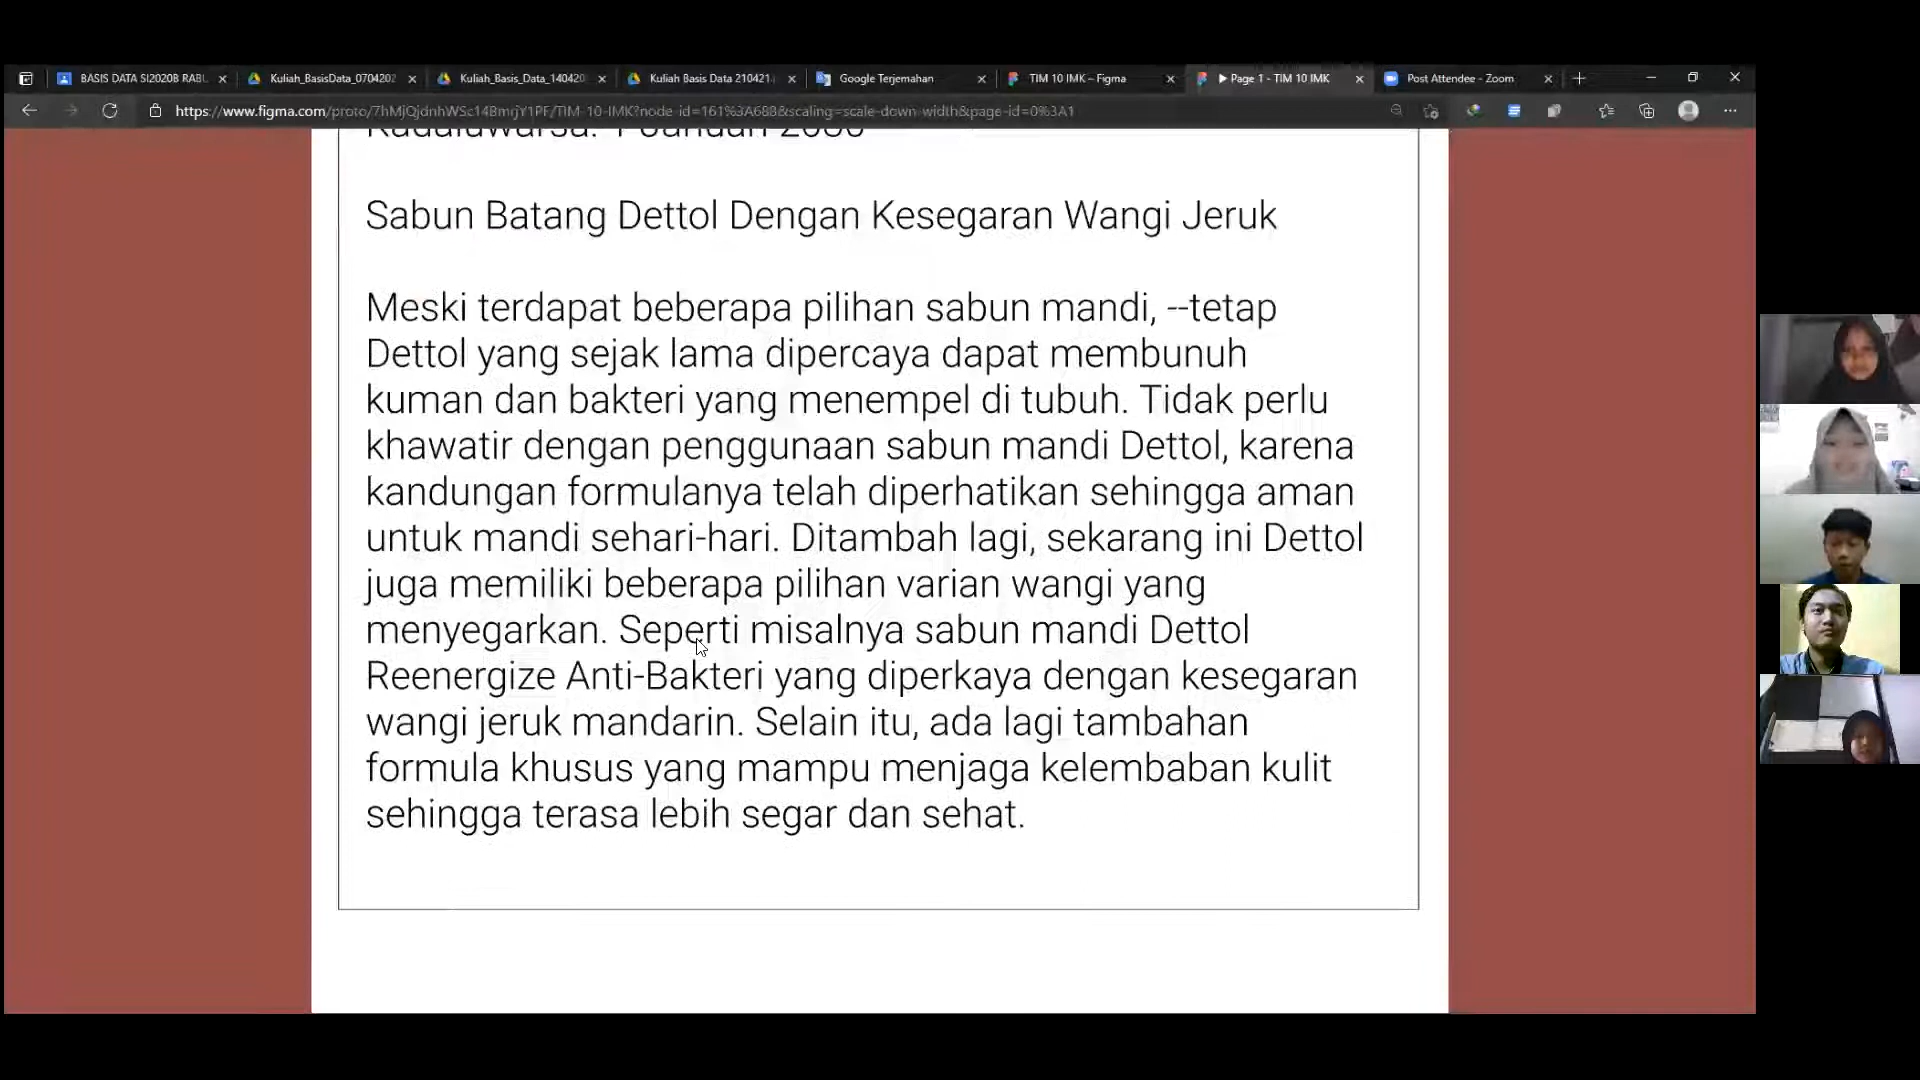 BASIS DATA SI2020B RABU
Kuliah_BasisData_0704202
Kuliah_Basis_Data_140420
Kuliah Basis Data 210421
Google Terjemahan
TIM 10 IMK – Figma
Page 1 - TIM 10 IMK
Post Attendee - Zoom
https://www.figma.com/proto/7hMjQjdnhWSc14BmrjY1PF/TIM-10-IMK?node-id=161%3A688&scaling=scale-down-width&page-id=0%3A1
Sabun Batang Dettol Dengan Kesegaran Wangi Jeruk
Meski terdapat beberapa pilihan sabun mandi, --tetap
Dettol yang sejak lama dipercaya dapat membunuh
kuman dan bakteri yang menempel di tubuh. Tidak perlu
khawatir dengan penggunaan sabun mandi Dettol, karena
kandungan formulanya telah diperhatikan sehingga aman
untuk mandi sehari-hari. Ditambah lagi, sekarang ini Dettol
juga memiliki beberapa pilihan varian wangi yang
menyegarkan. Seperti misalnya sabun mandi Dettol
Reenergize Anti-Bakteri yang diperkaya dengan kesegaran
wangi jeruk mandarin. Selain itu, ada lagi tambahan
formula khusus yang mampu menjaga kelembaban kulit
sehingga terasa lebih segar dan sehat.